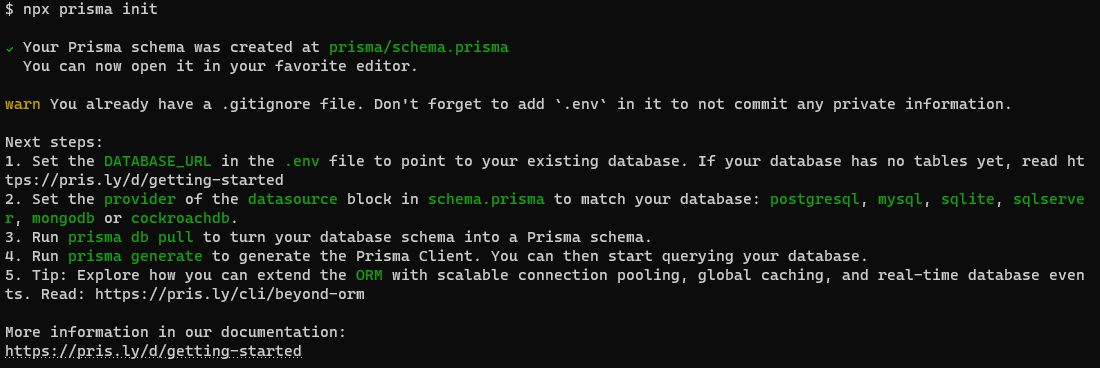 $ npx prisma init
✓ Your Prisma schema was created at prisma/schema.prisma
You can now open it in your favorite editor.
warn You already have a .gitignore file. Don't forget to add `.env` in it to not commit any private information.
Next steps:
1. Set the DATABASE_URL in the .env file to point to your existing database. If your database has no tables yet, read ht
tps://pris.ly/d/getting-started
2. Set the provider of the datasource block in schema.prisma to match your database: postgresql, mysql, sqlite, sqlserve
r, mongodb or cockroachdb.
3. Run prisma db pull to turn your database schema into a Prisma schema.
4. Run prisma generate to generate the Prisma Client. You can then start querying your database.
5. Tip: Explore how you can extend the ORM with scalable connection pooling, global caching, and real-time database even
ts. Read: https://pris.ly/cli/beyond-orm
More information in our documentation:
https://pris.ly/d/getting-started